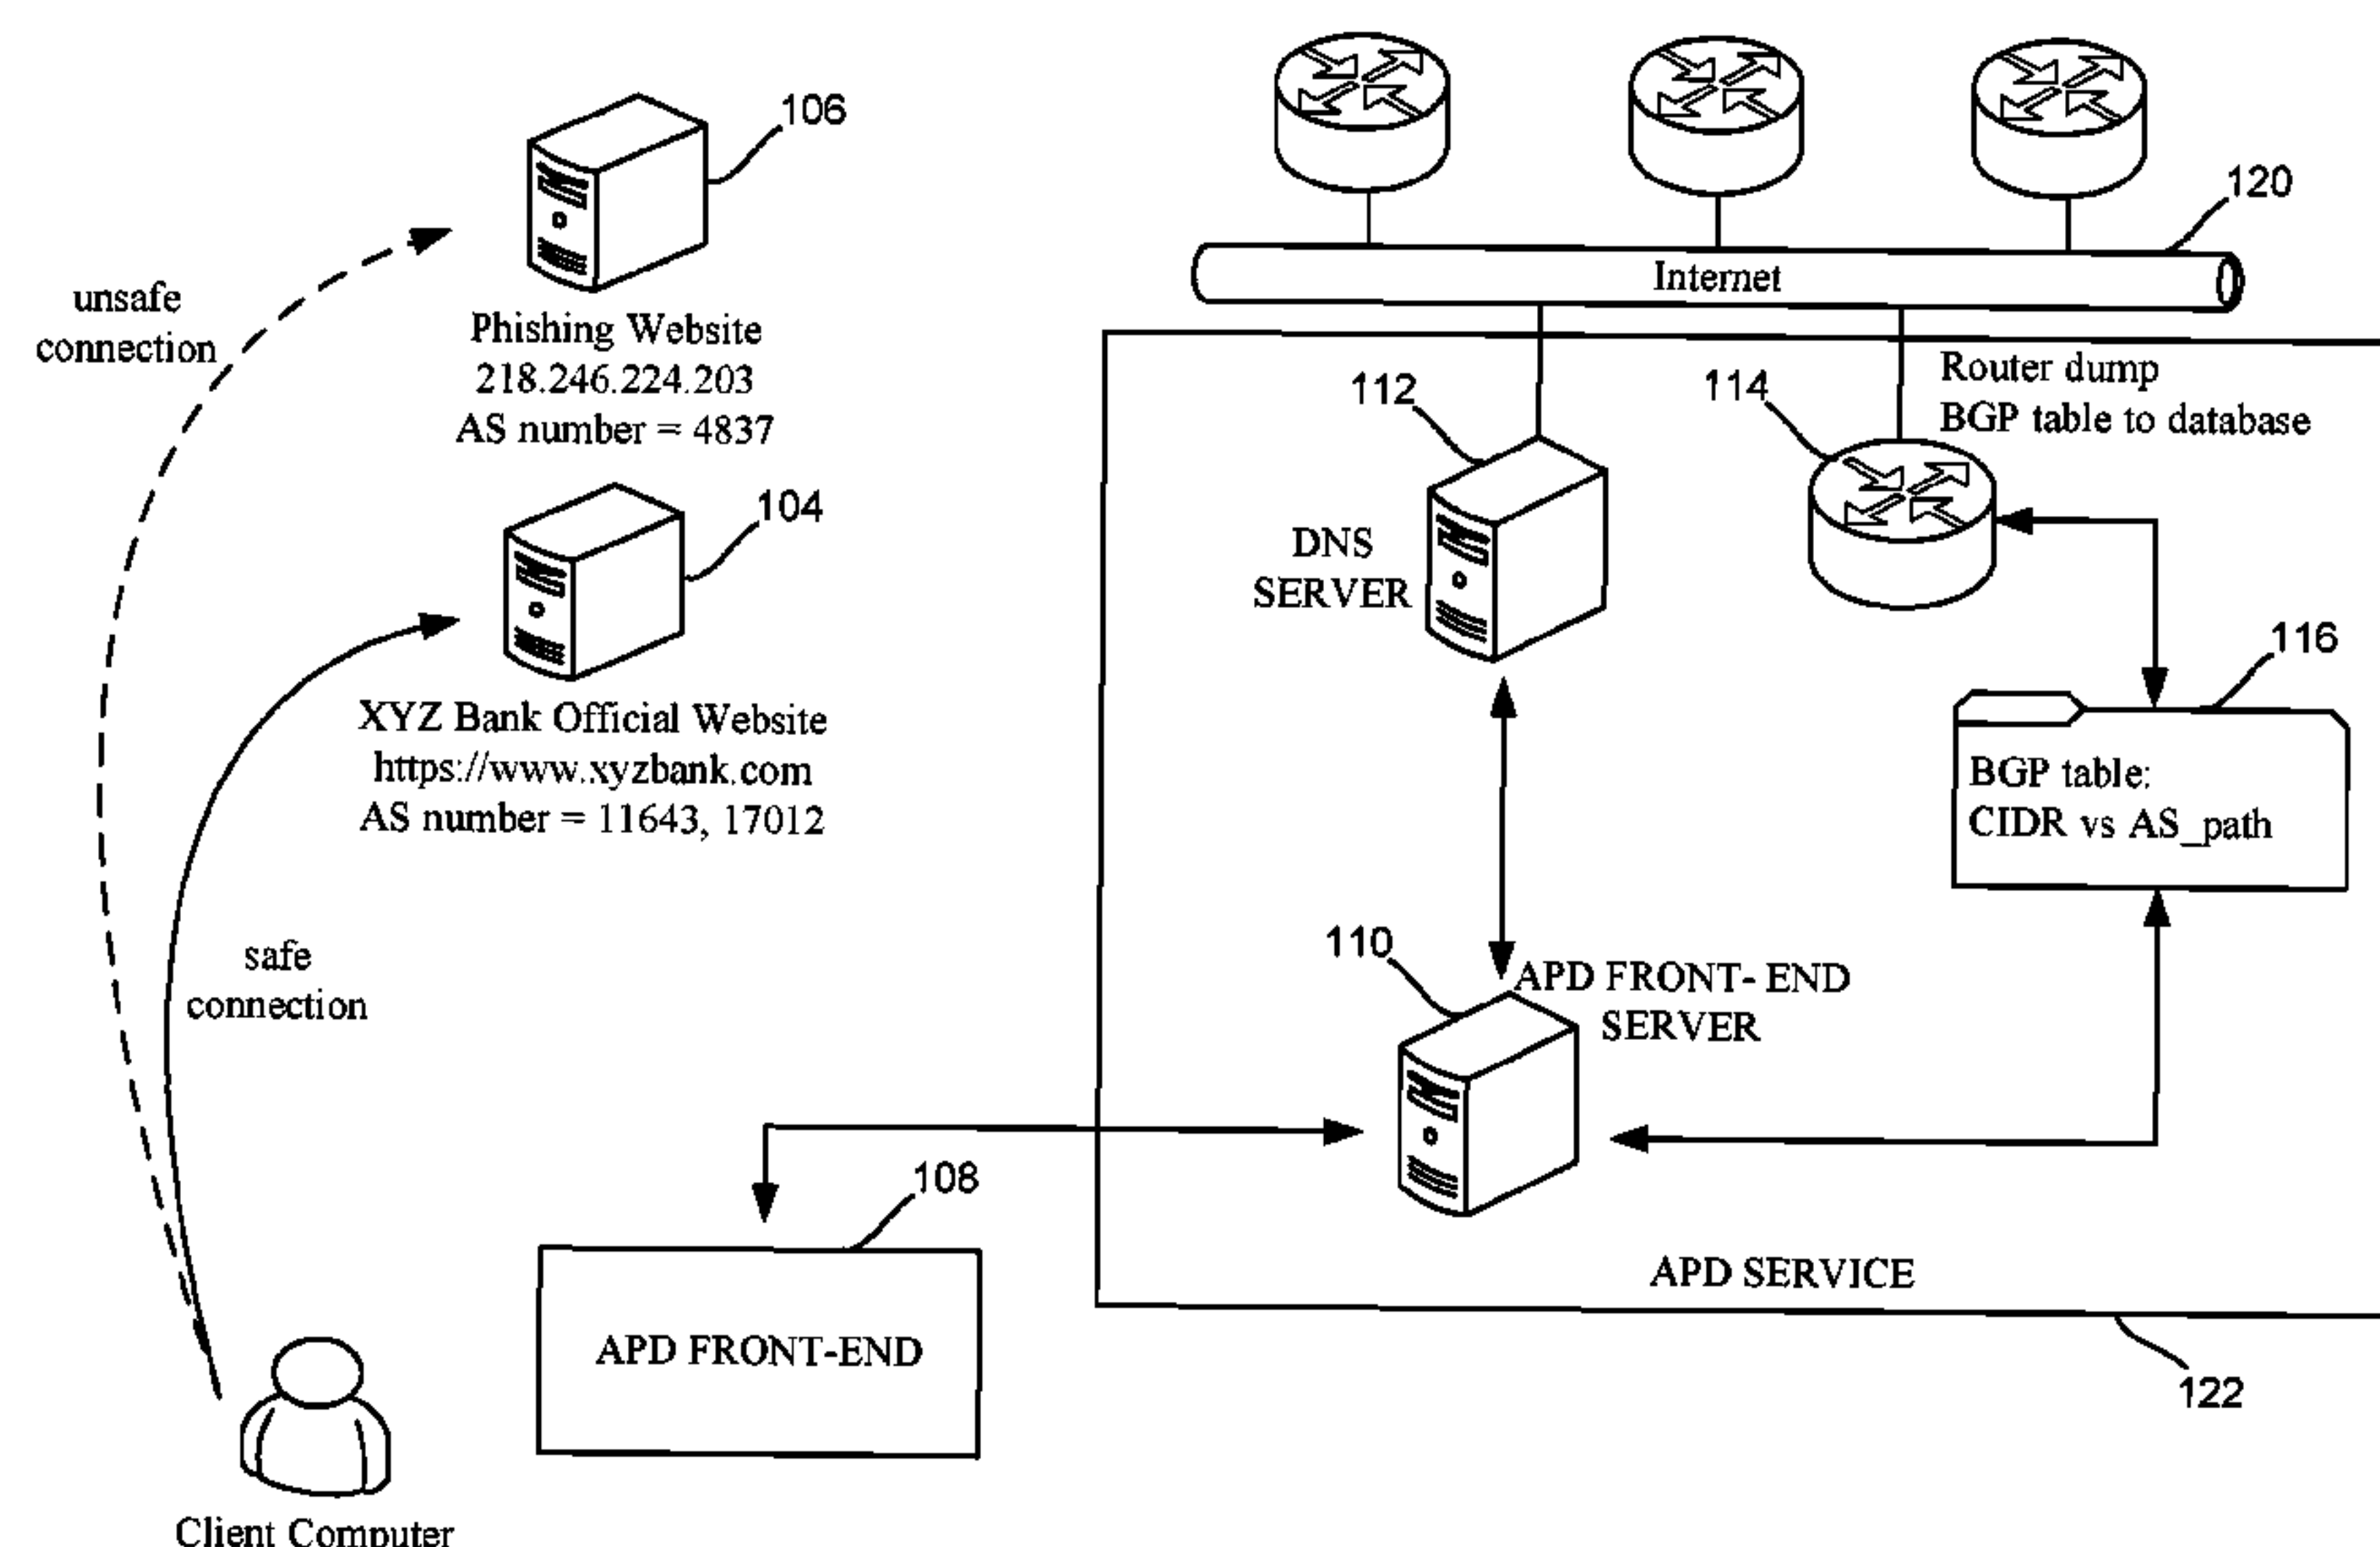 106
120
Internet
unsafe
connection
Phishing Website
218.246.224.203
AS number = 4837
112
114
Router dump
BGP table to database
104
DNS
SERVER
116
XYZ Bank Official Website
https://www.xyzbank.com
AS number = 11643, 17012
BGP table:
CIDR vs AS_path
safe
connection
110
APD FRONT- END
SERVER
108
APD SERVICE
APD FRONT-END
122
Client Computer